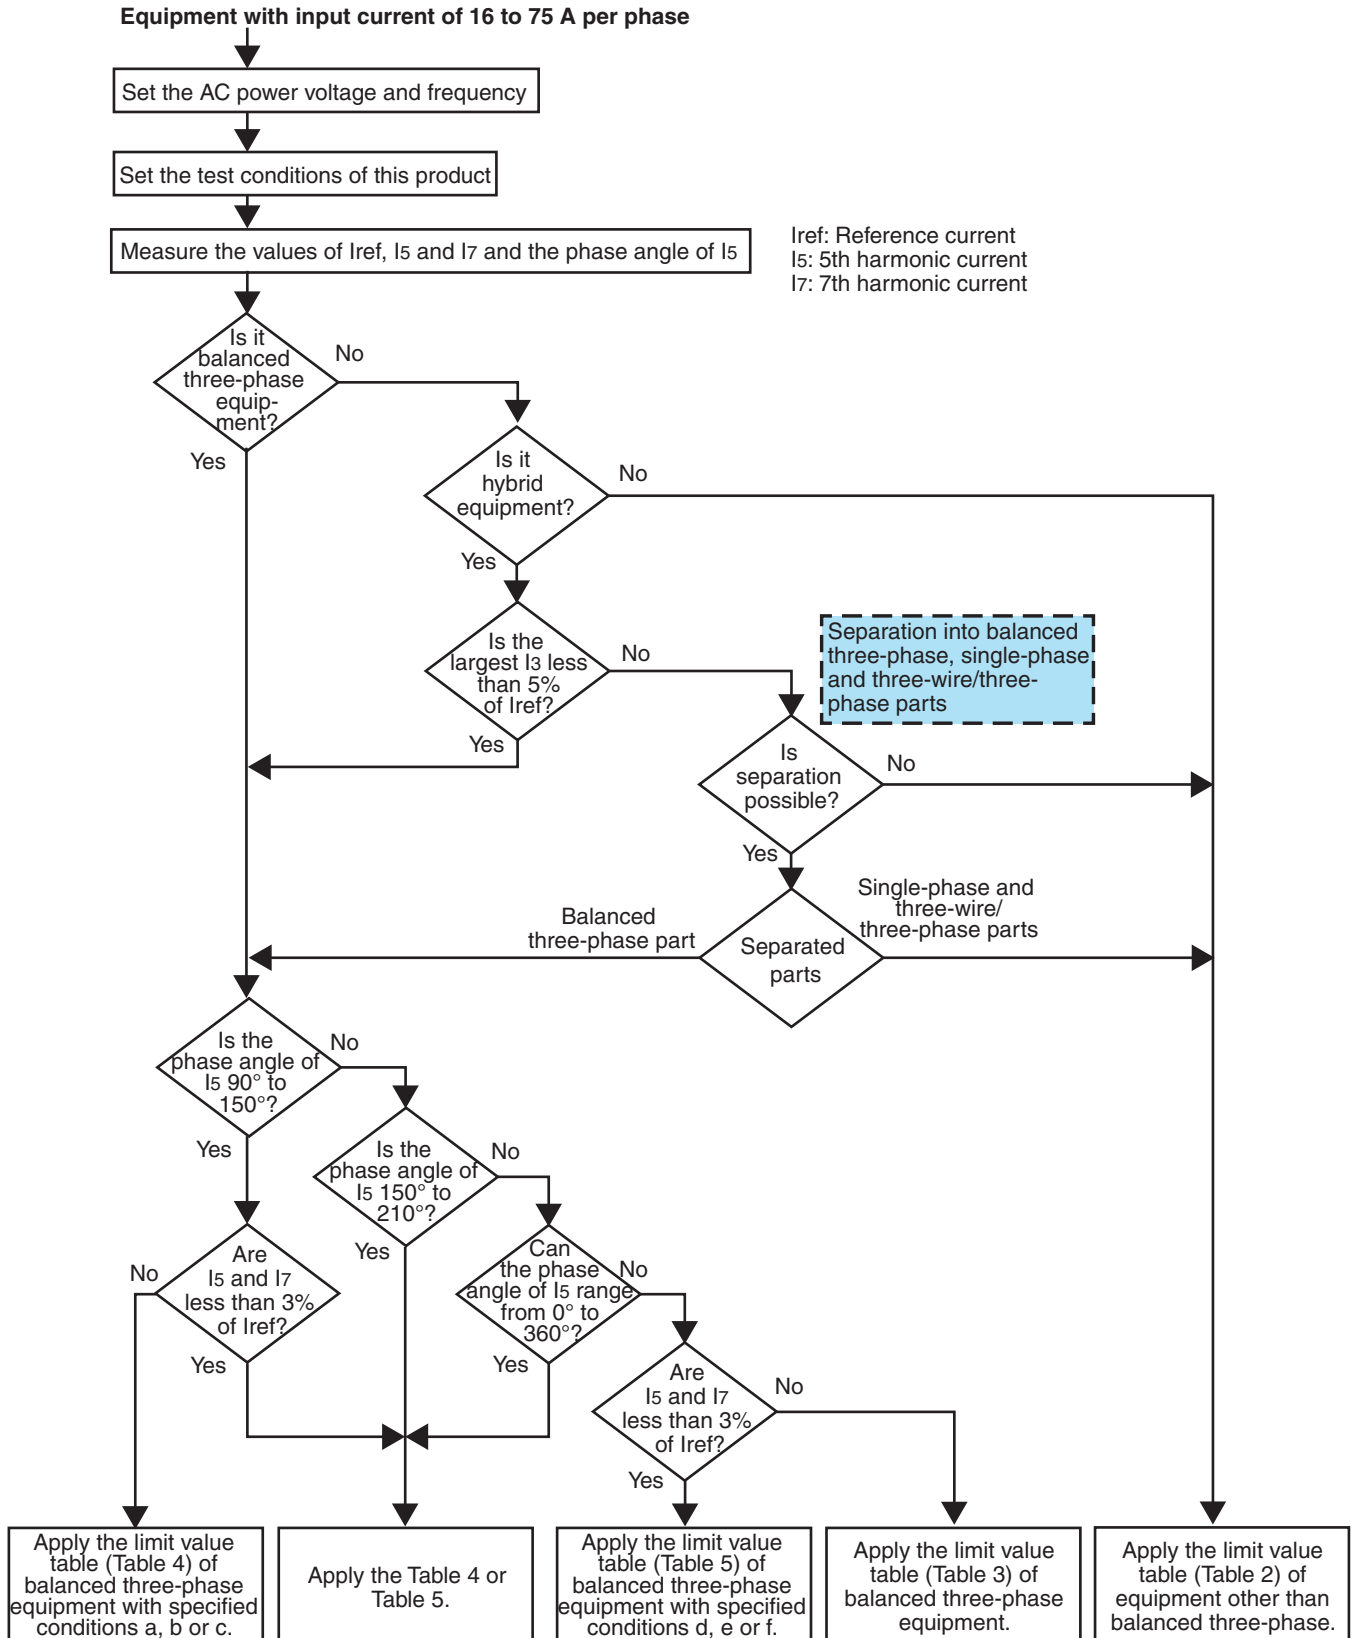 Equipment with input current of 16 to 75 A per phase
Set the AC power voltage and frequency
Set the test conditions of this product
Measure the values of Iref, I5 and I7 and the phase angle of I5
Iref: Reference current
I5: 5th harmonic current
I7: 7th harmonic current
Is it
balanced
three-phase
equip-
ment?
No
Yes
Is it
hybrid
equipment?
No
Yes
Is the
largest I3 less
than 5%
of Iref?
No
Yes
Separation into balanced
three-phase, single-phase
and three-wire/three-
phase parts
Is
separation
possible?
No
Yes
Separated
parts
Balanced
three-phase part
Single-phase and
three-wire/
three-phase parts
Is the
phase angle of
I5 90° to
150°?
No
Yes
Is the
phase angle of
I5 150° to
210°?
No
Yes
Are
I5 and I7
less than 3%
of Iref?
No
Yes
Can
the phase
angle of I5 range
from 0° to
360°?
No
Yes
Are
I5 and I7
less than 3%
of Iref?
No
Yes
Apply the limit value
table (Table 4) of
balanced three-phase
equipment with specified
conditions a, b or c.
Apply the Table 4 or
Table 5.
Apply the limit value
table (Table 5) of
balanced three-phase
equipment with specified
conditions d, e or f.
Apply the limit value
table (Table 3) of
balanced three-phase
equipment.
Apply the limit value
table (Table 2) of
equipment other than
balanced three-phase.